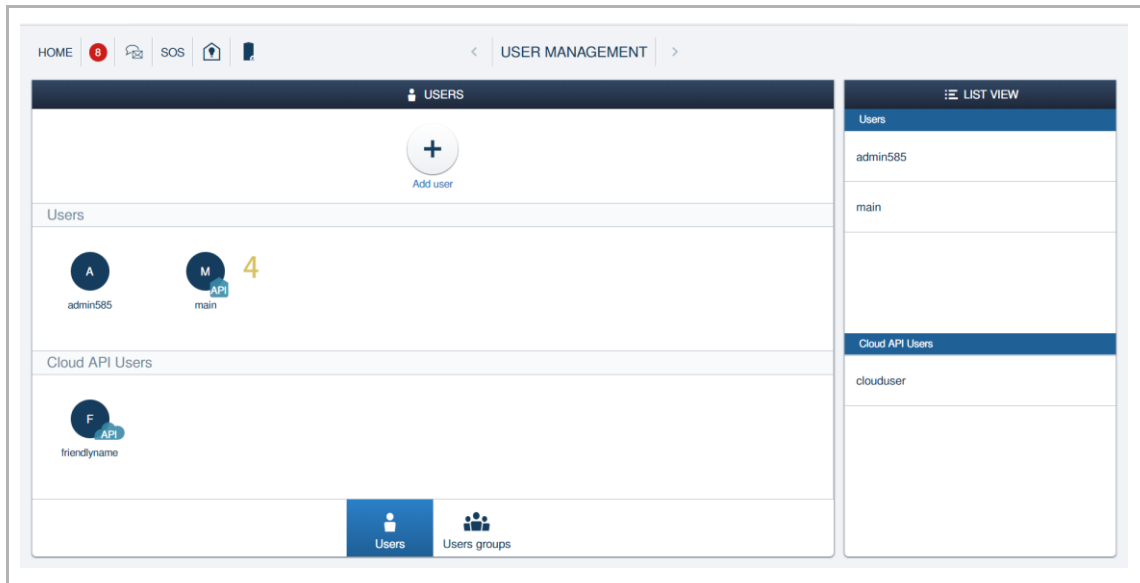 HOME 8 SOS < USER MANAGEMENT >
USERS
Add user
Users
A
admin585
M
API
main
4
Cloud API Users
F
API
friendlyname
Users
Users groups
LIST VIEW
Users
admin585
main
Cloud API Users
clouduser